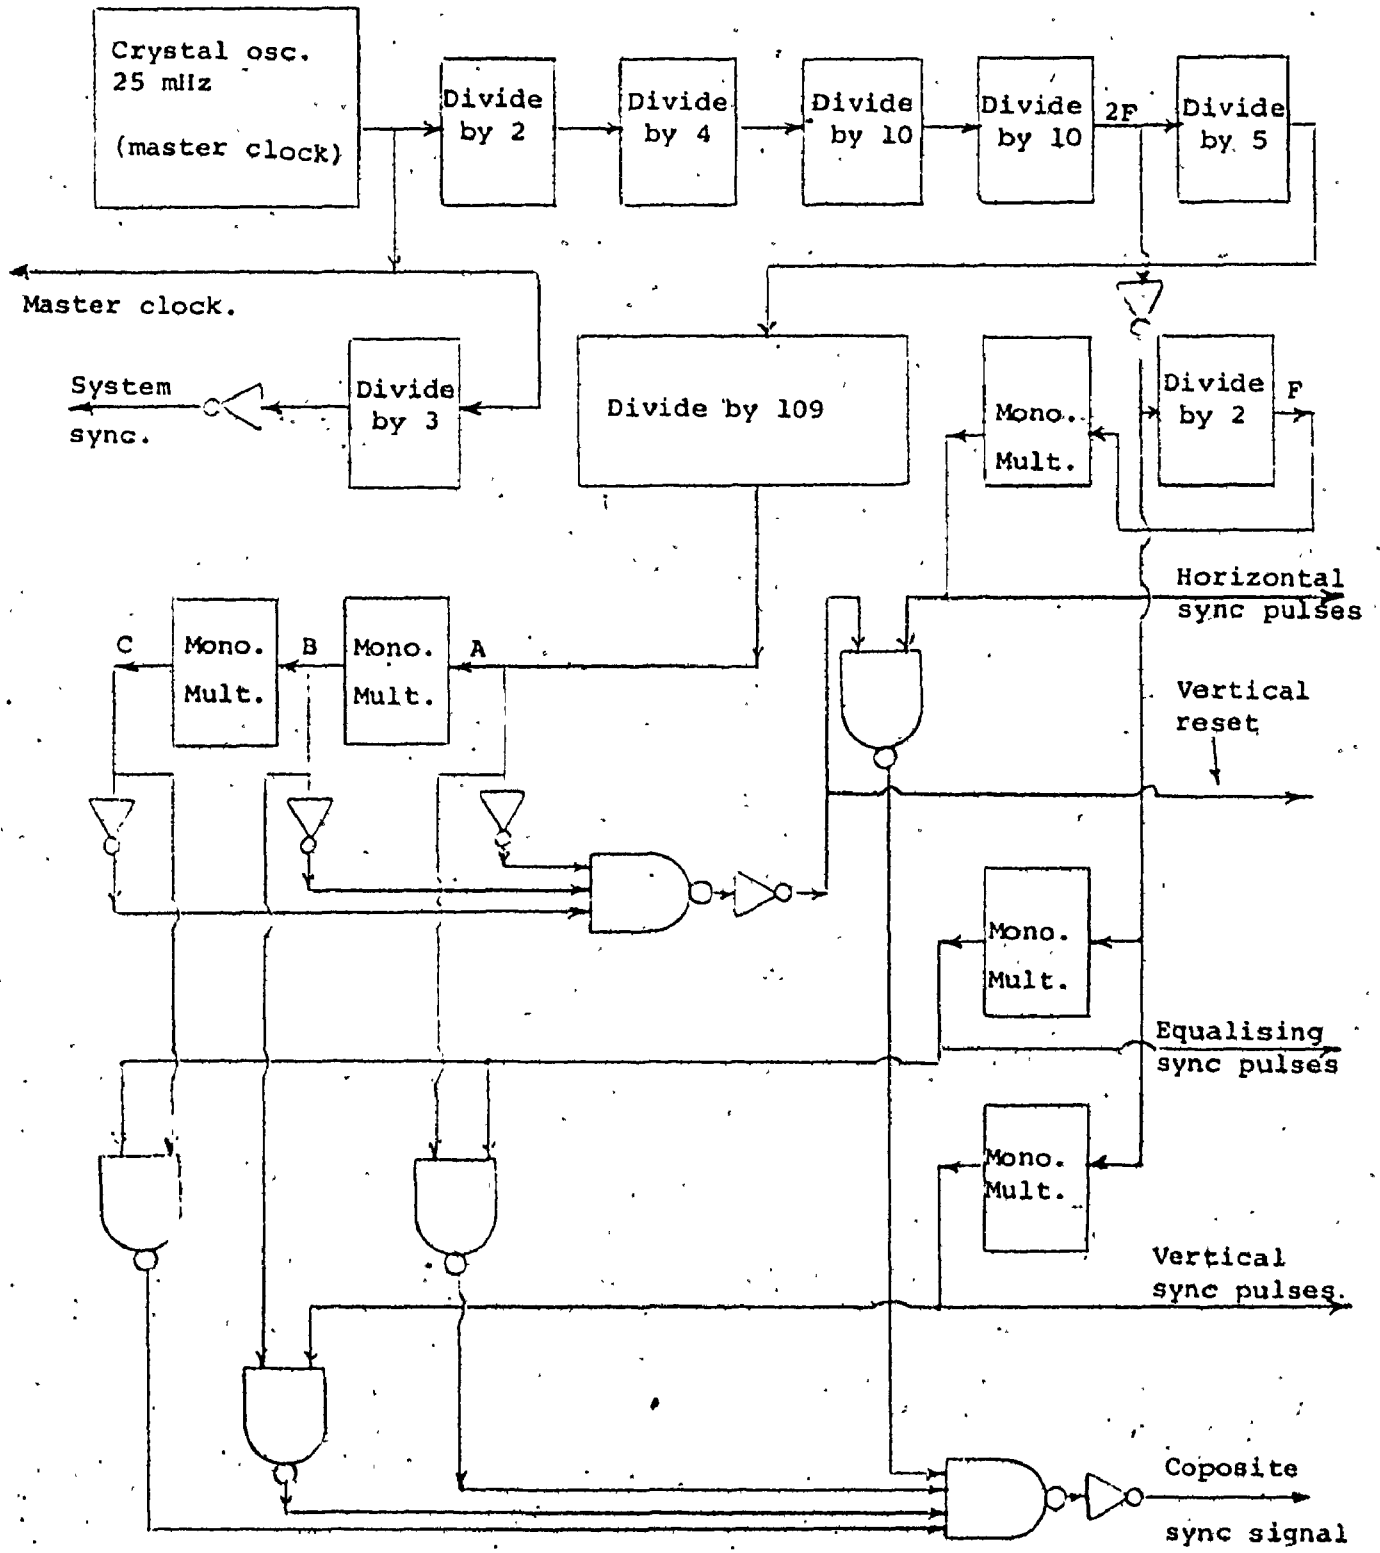 Crystal osc.
25 mHz
(master clock)
Divide
by 2
Divide
by 4
Divide
by 10
Divide
by 10
2F
Divide
by 5
Master clock.
System
sync.
Divide
by 3
Divide by 109
Mono.
Mult.
Divide
by 2
F
Horizontal
sync pulses
C
Mono.
Mult.
B
Mono.
Mult.
A
Vertical
reset
Mono.
Mult.
Equalising
sync pulses
Mono.
Mult.
Vertical
sync pulses.
Coposite
sync signal